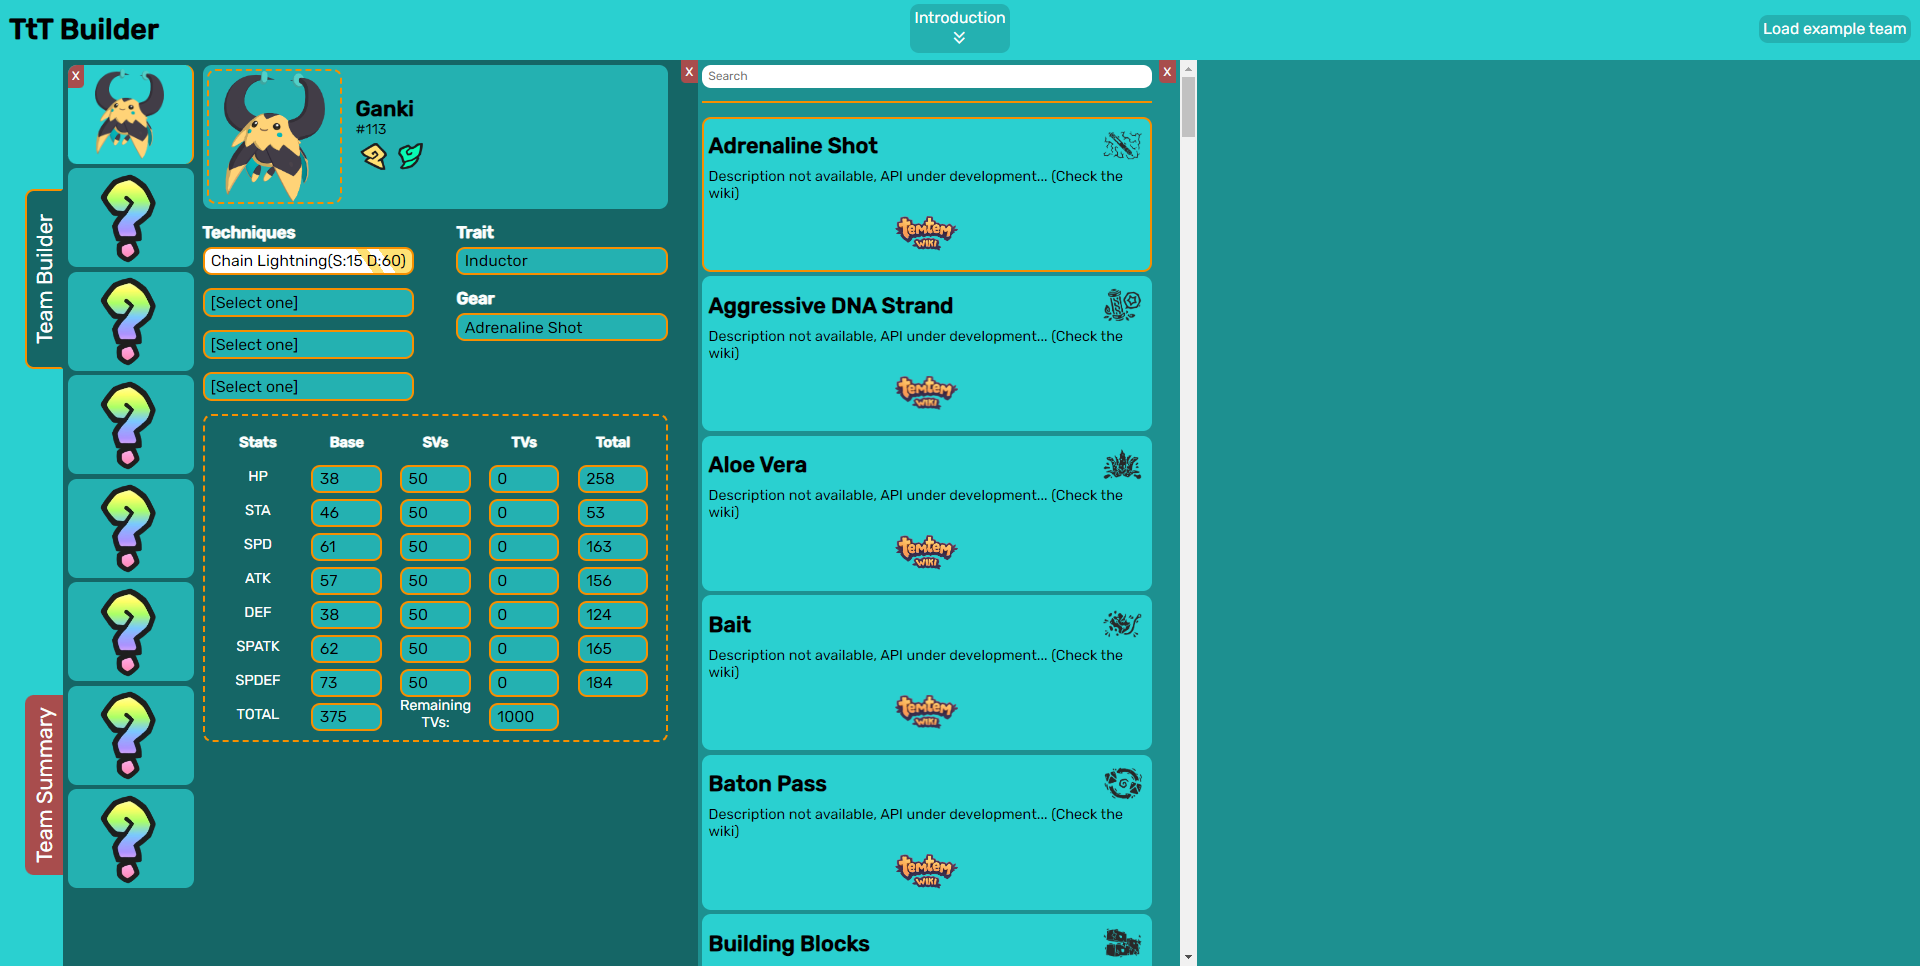 TtT Builder
Introduction
Load example team
Team Builder
Team Summary
X
Ganki
#113
Techniques
Chain Lightning(S:15 D:60)
[Select one]
[Select one]
[Select one]
Trait
Inductor
Gear
Adrenaline Shot
Stats Base SVs TVs Total
HP 38 50 0 258
STA 46 50 0 53
SPD 61 50 0 163
ATK 57 50 0 156
DEF 38 50 0 124
SPATK 62 50 0 165
SPDEF 73 50 0 184
TOTAL 375 Remaining TVs: 1000
X
Search
X
Adrenaline Shot
Description not available, API under development... (Check the
wiki)
temtem
WIKI
Aggressive DNA Strand
Description not available, API under development... (Check the
wiki)
temtem
WIKI
Aloe Vera
Description not available, API under development... (Check the
wiki)
temtem
WIKI
Bait
Description not available, API under development... (Check the
wiki)
temtem
WIKI
Baton Pass
Description not available, API under development... (Check the
wiki)
temtem
WIKI
Building Blocks